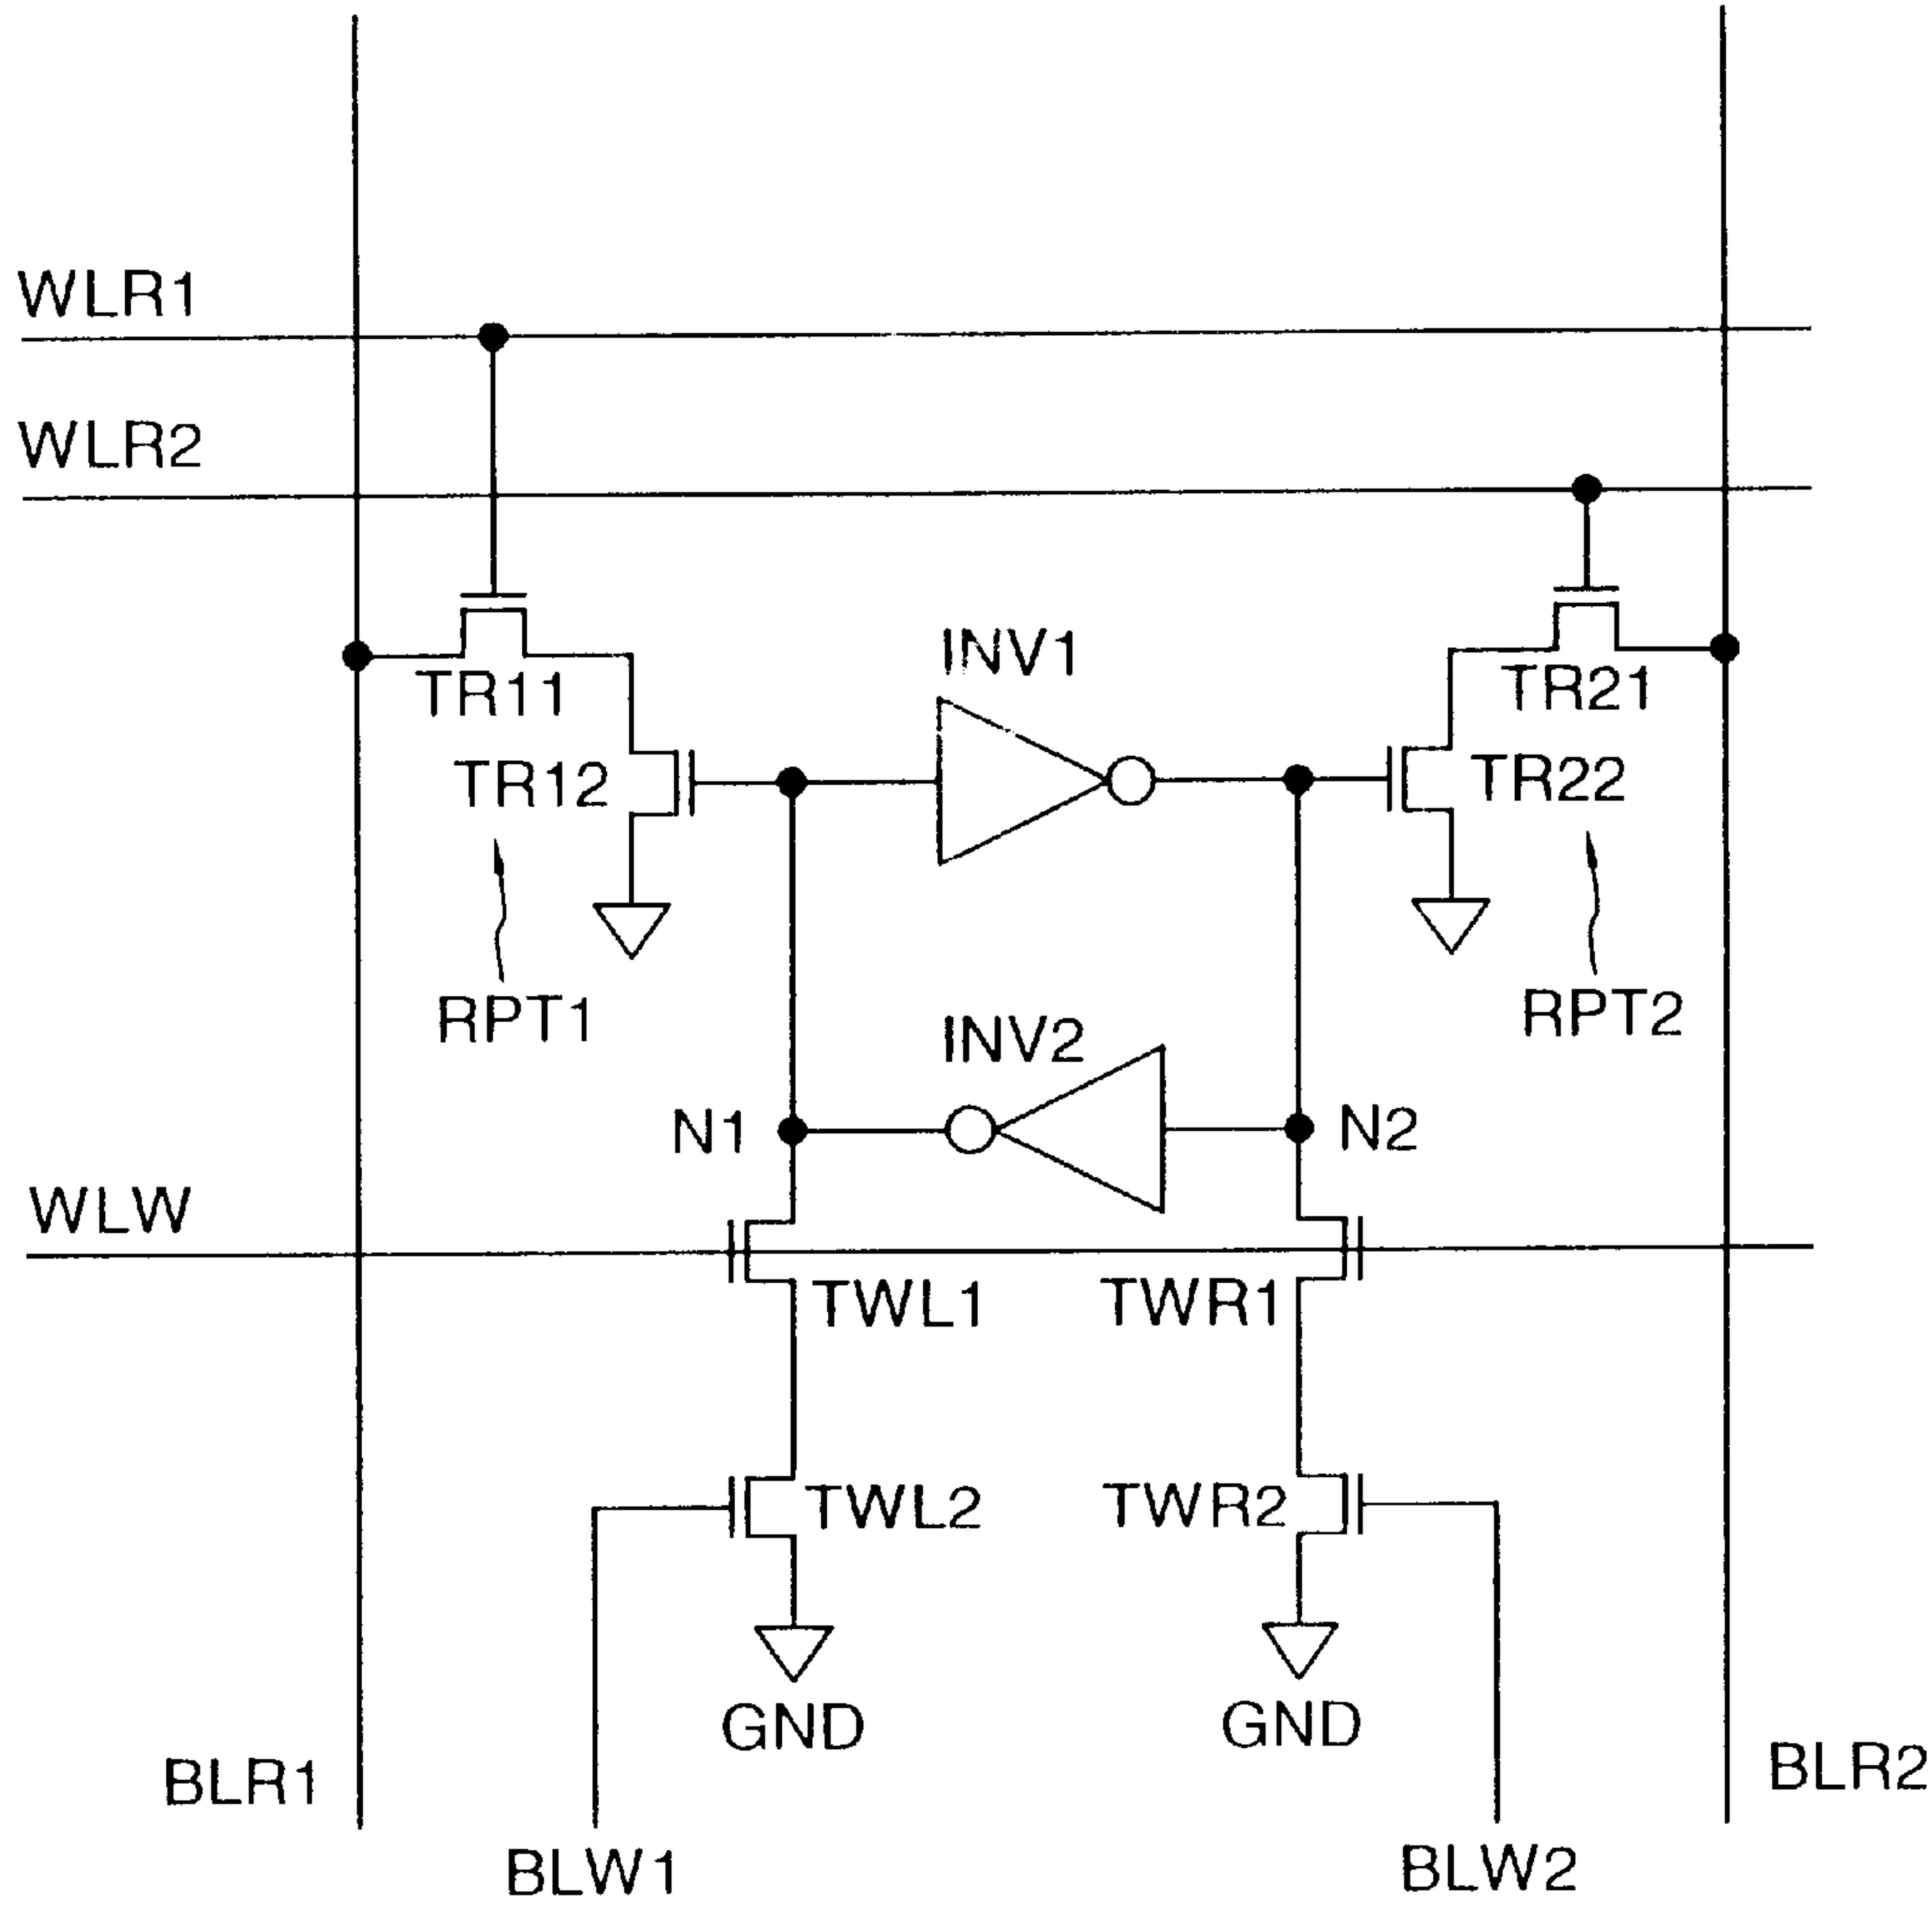 WLR1
WLR2
INV1
TR11
TR21
TR12
TR22
RPT1
RPT2
INV2
N1
N2
WLW
TWL1
TWR1
TWL2
TWR2
GND
GND
BLR1
BLR2
BLW1
BLW2